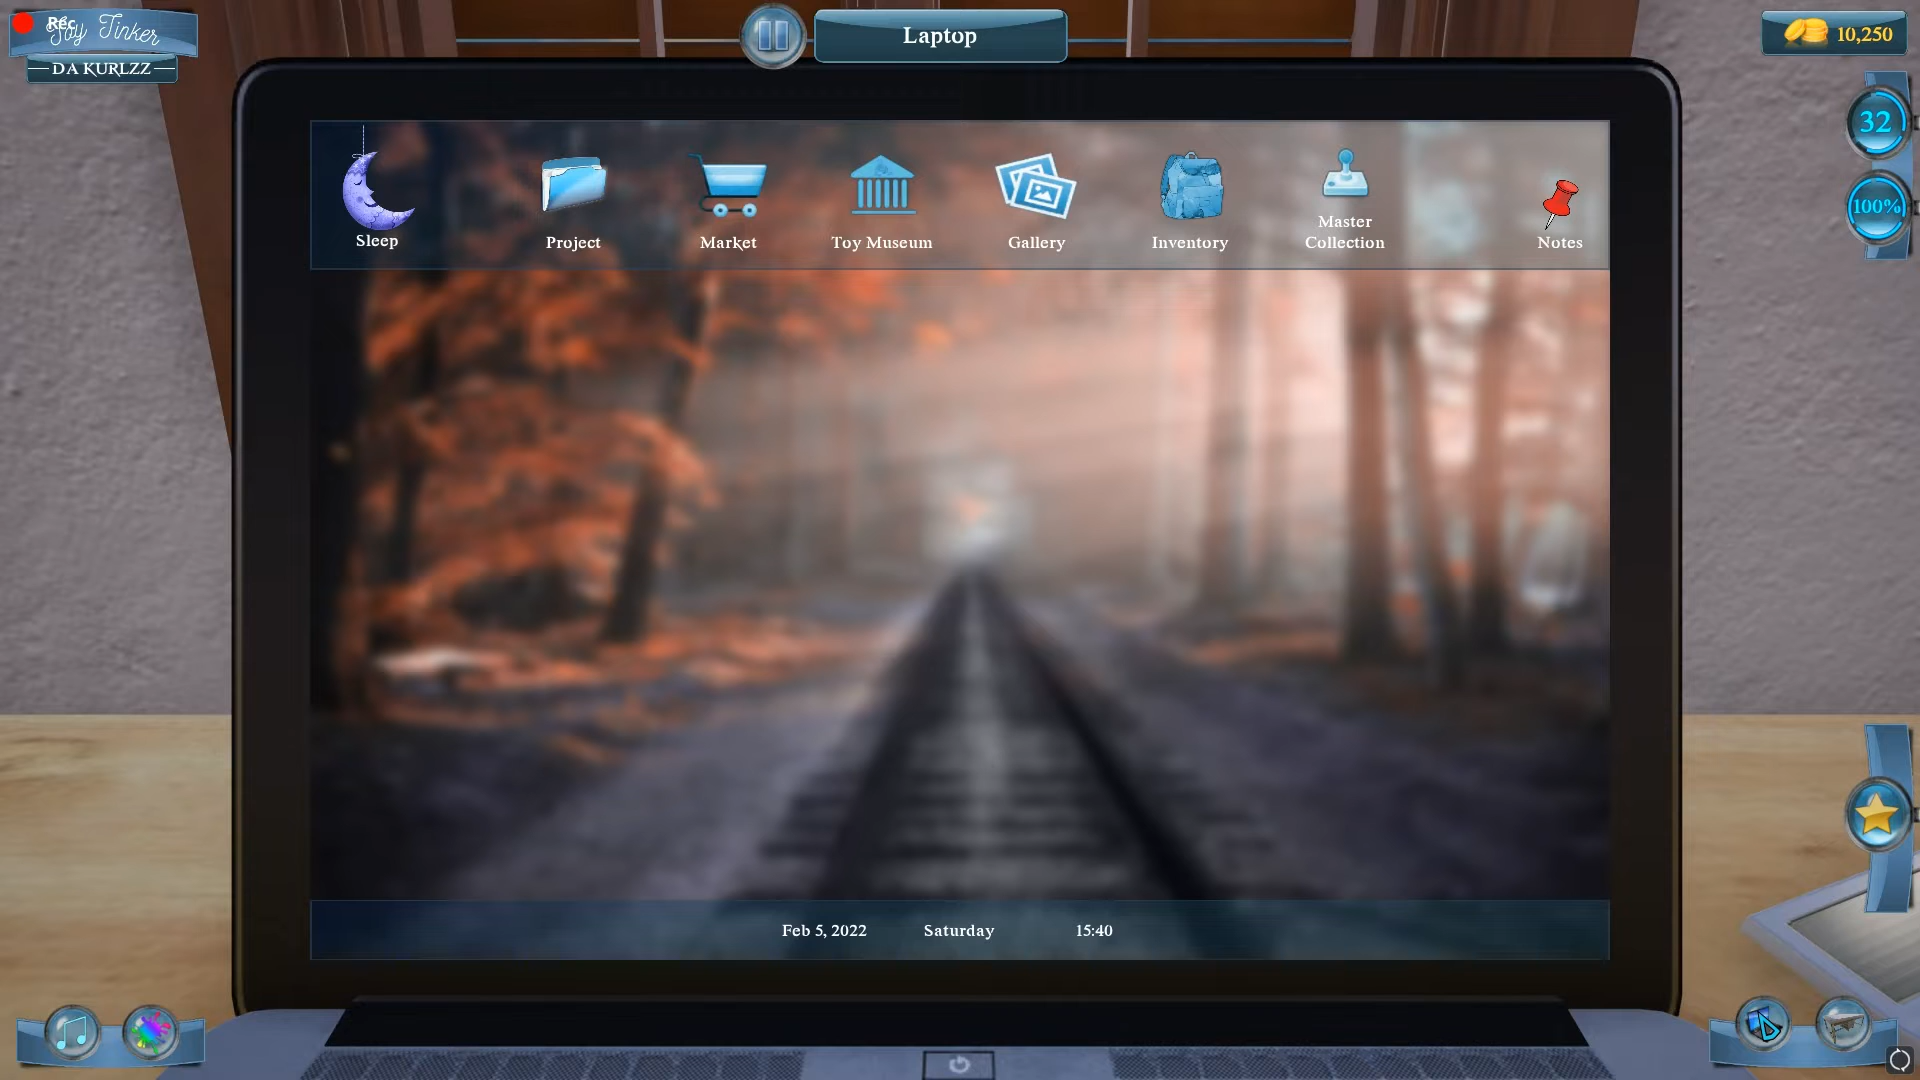 Rec
Toy Tinker
DA KURLZZ
Laptop
10,250
32
100%
Sleep
Project
Market
Toy Museum
Gallery
Inventory
Master
Collection
Notes
Feb 5, 2022 Saturday 15:40